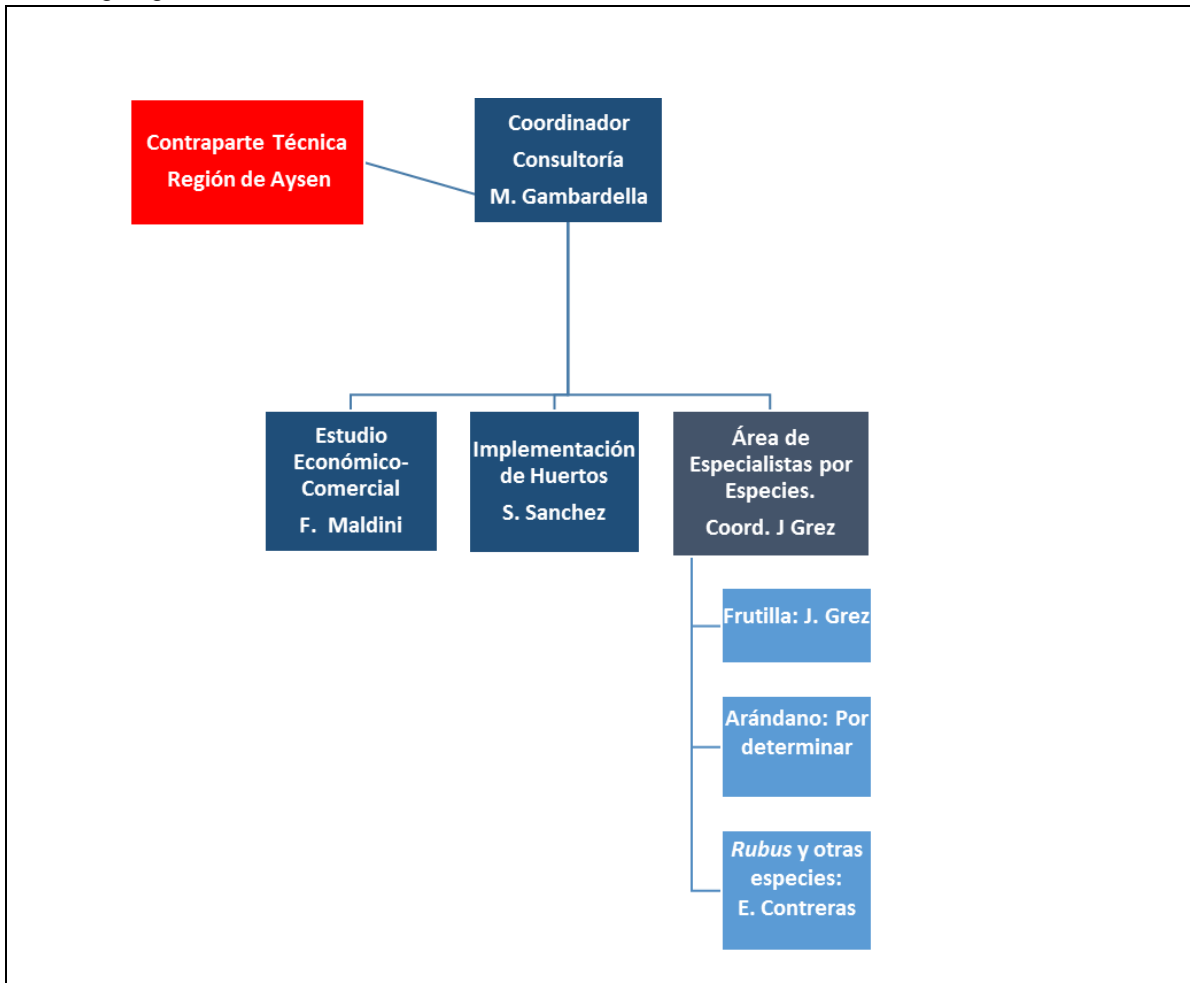 Contraparte Técnica
Región de Aysen
Coordinador
Consultoría
M. Gambardella
Estudio
Económico-
Comercial
F. Maldini
Implementación
de Huertos
S. Sanchez
Área de
Especialistas por
Especies.
Coord. J Grez
Frutilla: J. Grez
Arándano: Por
determinar
Rubus y otras
especies:
E. Contreras